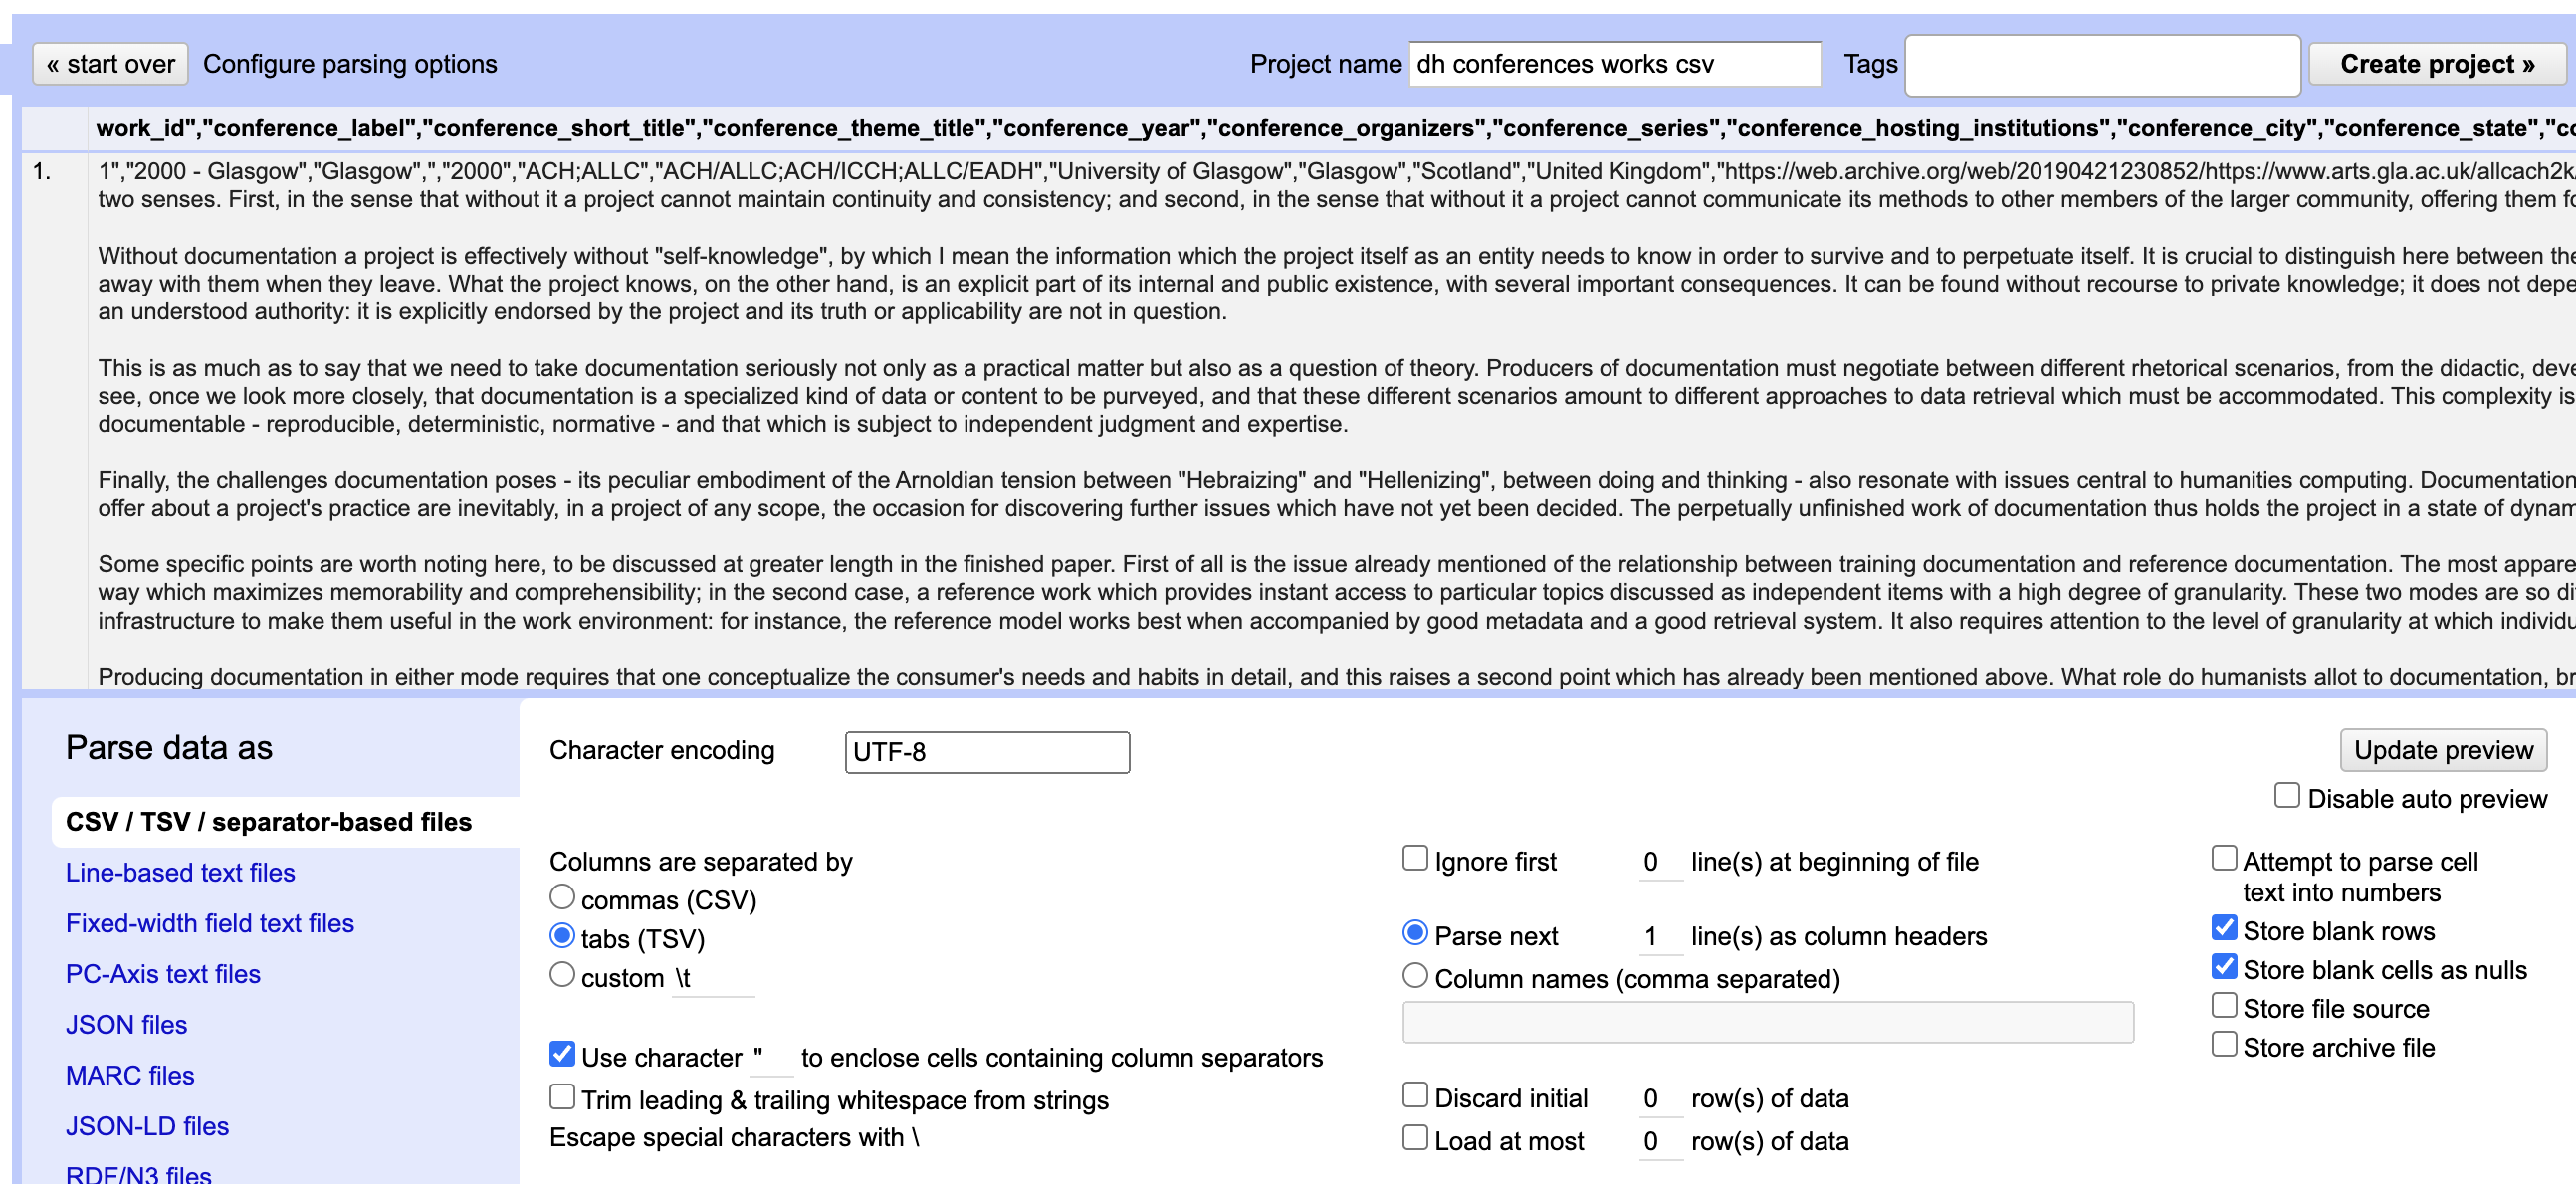 « start over Configure parsing options Project name dh conferences works csv Tags Create project »
work_id","conference_label","conference_short_title","conference_theme_title","conference_year","conference_organizers","conference_series","conference_hosting_institutions","conference_city","conference_state","
1. 1","2000 - Glasgow","Glasgow",,"2000","ACH;ALLC","ACH/ALLC;ACH/ICCH;ALLC/EADH","University of Glasgow","Glasgow","Scotland","United Kingdom","https://web.archive.org/web/20190421230852/https://www.arts.gla.ac.uk/allcach2k/
two senses. First, in the sense that without it a project cannot maintain continuity and consistency; and second, in the sense that without it a project cannot communicate its methods to other members of the larger community, offering them
Without documentation a project is effectively without "self-knowledge", by which I mean the information which the project itself as an entity needs to know in order to survive and to perpetuate itself. It is crucial to distinguish here between the
away with them when they leave. What the project knows, on the other hand, is an explicit part of its internal and public existence, with several important consequences. It can be found without recourse to private knowledge; it does not
an understood authority: it is explicitly endorsed by the project and its truth or applicability are not in question.
This is as much as to say that we need to take documentation seriously not only as a practical matter but also as a question of theory. Producers of documentation must negotiate between different rhetorical scenarios, from the didactic,
see, once we look more closely, that documentation is a specialized kind of data or content to be purveyed, and that these different scenarios amount to different approaches to data retrieval which must be accommodated. This complexity is
documentable - reproducible, deterministic, normative - and that which is subject to independent judgment and expertise.
Finally, the challenges documentation poses - its peculiar embodiment of the Arnoldian tension between "Hebraizing" and "Hellenizing", between doing and thinking - also resonate with issues central to humanities computing. Documentation
offer about a project's practice are inevitably, in a project of any scope, the occasion for discovering further issues which have not yet been decided. The perpetually unfinished work of documentation thus holds the project in a state of
Some specific points are worth noting here, to be discussed at greater length in the finished paper. First of all is the issue already mentioned of the relationship between training documentation and reference documentation. The most
way which maximizes memorability and comprehensibility; in the second case, a reference work which provides instant access to particular topics discussed as independent items with a high degree of granularity. These two modes are so
infrastructure to make them useful in the work environment: for instance, the reference model works best when accompanied by good metadata and a good retrieval system. It also requires attention to the level of granularity at which
Producing documentation in either mode requires that one conceptualize the consumer's needs and habits in detail, and this raises a second point which has already been mentioned above. What role do humanists allot to documentation,
Parse data as
CSV / TSV / separator-based files
Line-based text files
Fixed-width field text files
PC-Axis text files
JSON files
MARC files
JSON-LD files
RDF/N3 files
Character encoding UTF-8
Update preview
Disable auto preview
Columns are separated by
commas (CSV)
tabs (TSV)
custom \t
Use character " to enclose cells containing column separators
Trim leading & trailing whitespace from strings
Escape special characters with \
Ignore first 0 line(s) at beginning of file
Parse next 1 line(s) as column headers
Column names (comma separated)
Discard initial 0 row(s) of data
Load at most 0 row(s) of data
Attempt to parse cell
text into numbers
Store blank rows
Store blank cells as nulls
Store file source
Store archive file